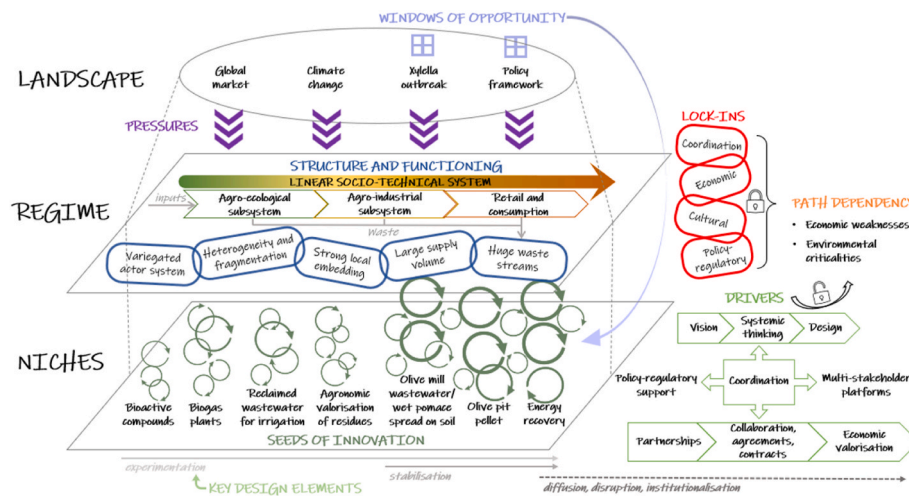 WINDOWS OF OPPORTUNITY
LANDSCAPE
Global
market
Climate
change
Xylella
outbreak
Policy
framework
PRESSURES
LOCK-INS
Coordination
Economic
Cultural
Policy-
regulatory
PATH DEPENDENCY
• Economic weaknesses
• Environmental
criticalities
STRUCTURE AND FUNCTIONING
LINEAR SOCIO-TECHNICAL SYSTEM
REGIME
inputs
Agro-ecological
subsystem
Agro-industrial
subsystem
Retail and
consumption
waste
Variegated
actor system
Heterogeneity and
fragmentation
Strong local
embedding
Large supply
volume
Huge waste
streams
DRIVERS
Vision
Systemic
thinking
Design
Policy-regulatory
support
Coordination
Multi-stakeholder
platforms
Partnerships
Collaboration,
agreements,
contracts
Economic
valorisation
NICHES
Bioactive
compounds
Biogas
plants
Reclaimed
wastewater
for irrigation
Agronomic
valorisation
of residues
Olive mill
wastewater/
wet pomace
spread on soil
Olive pit
pellet
Energy
recovery
SEEDS OF INNOVATION
experimentation
KEY DESIGN ELEMENTS
stabilisation
diffusion, disruption, institutionalisation